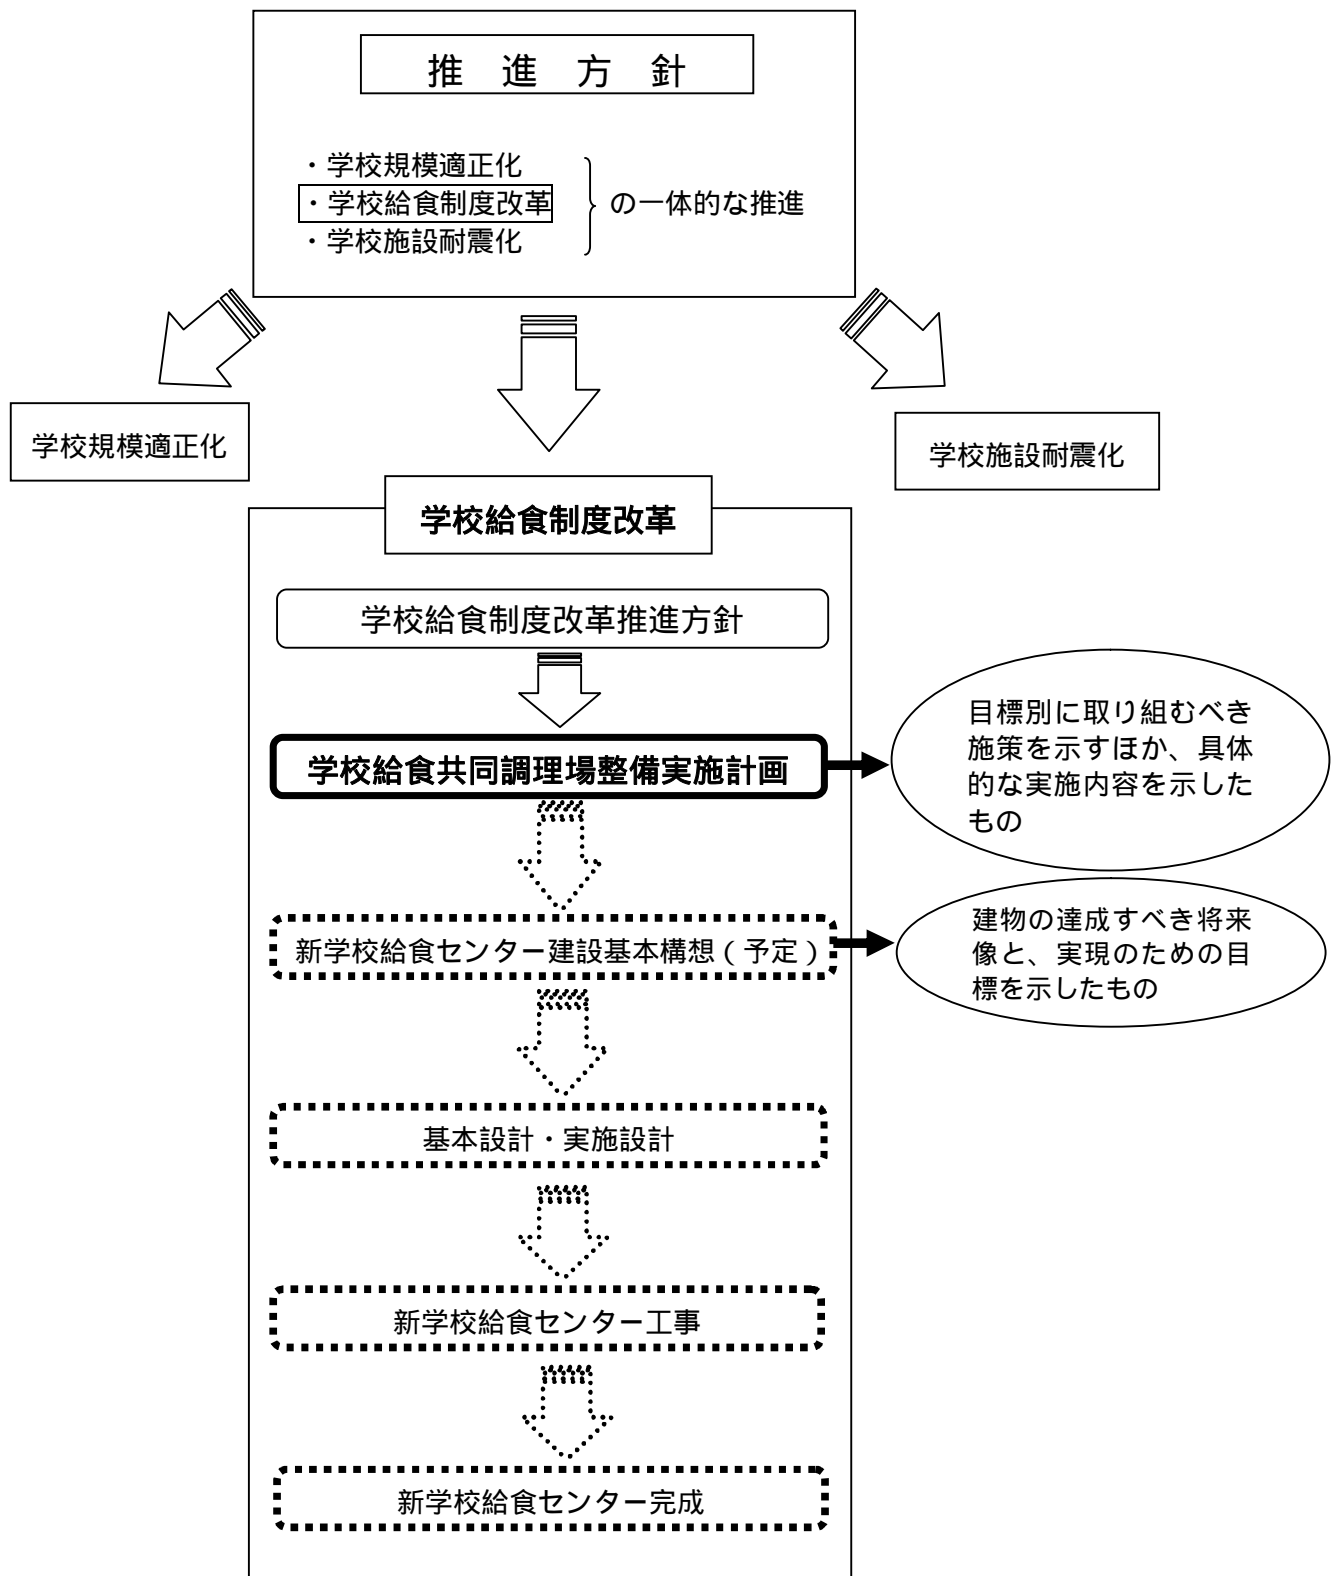 推 進 方 針
・学校規模適正化
・学校給食制度改革
・学校施設耐震化
の一体的な推進
学校規模適正化
学校施設耐震化
学校給食制度改革
学校給食制度改革推進方針
学校給食共同調理場整備実施計画
目標別に取り組むべき
施策を示すほか、具体
的な実施内容を示した
もの
新学校給食センター建設基本構想（予定）
建物の達成すべき将来
像と、実現のための目
標を示したもの
基本設計・実施設計
新学校給食センター工事
新学校給食センター完成